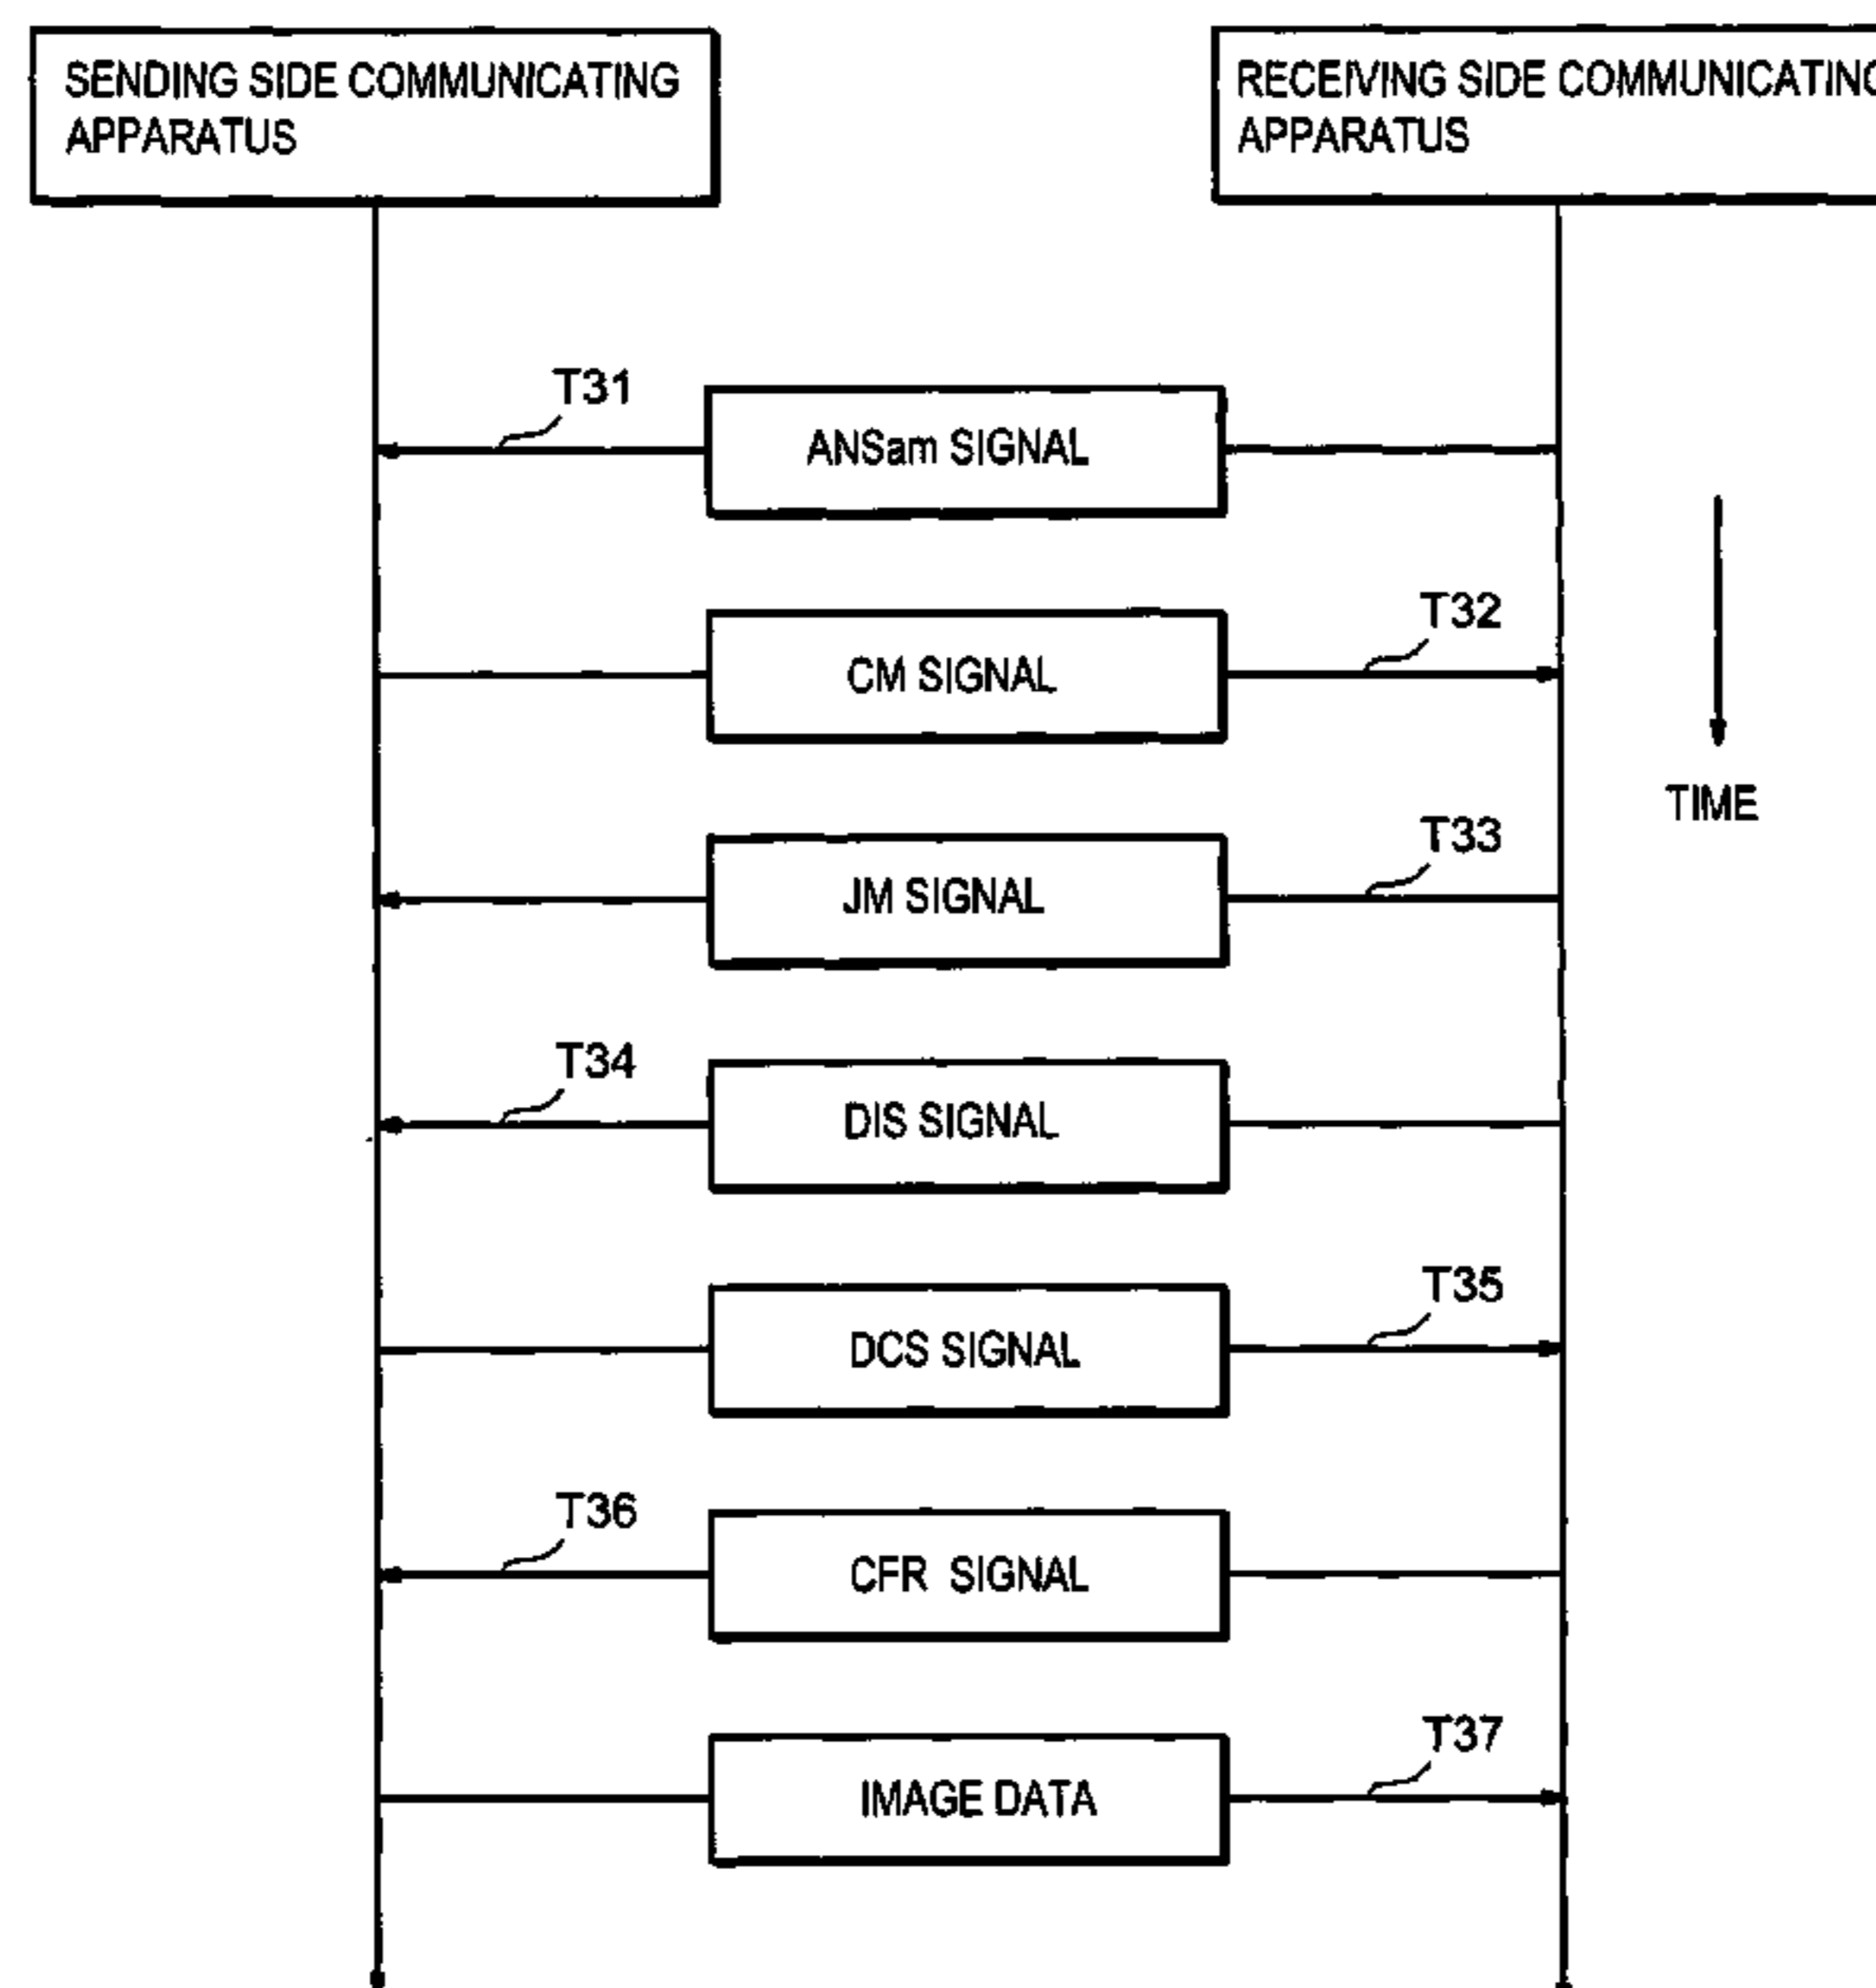 SENDING SIDE COMMUNICATING
APPARATUS
RECEIVING SIDE COMMUNICATING
APPARATUS
T31
ANSam SIGNAL
T32
CM SIGNAL
TIME
T33
JM SIGNAL
T34
DIS SIGNAL
T35
DCS SIGNAL
T36
CFR SIGNAL
T37
IMAGE DATA